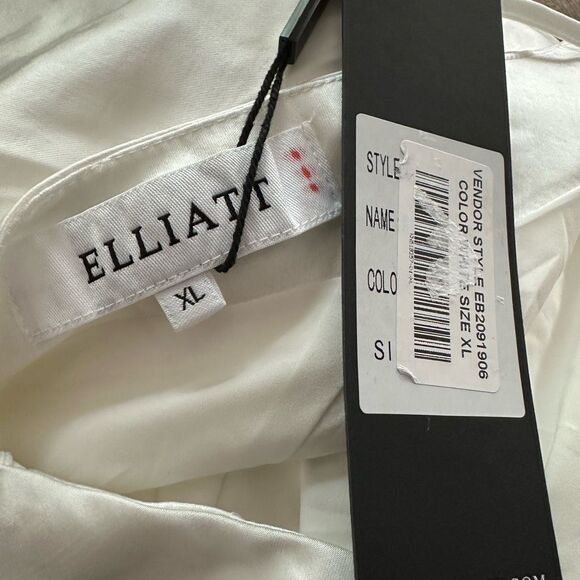 ELLIATT
XL
STYLE
NAME
COLO
SI
VENDOR STYLE EB2091906
COLOR WHITE SIZE XL